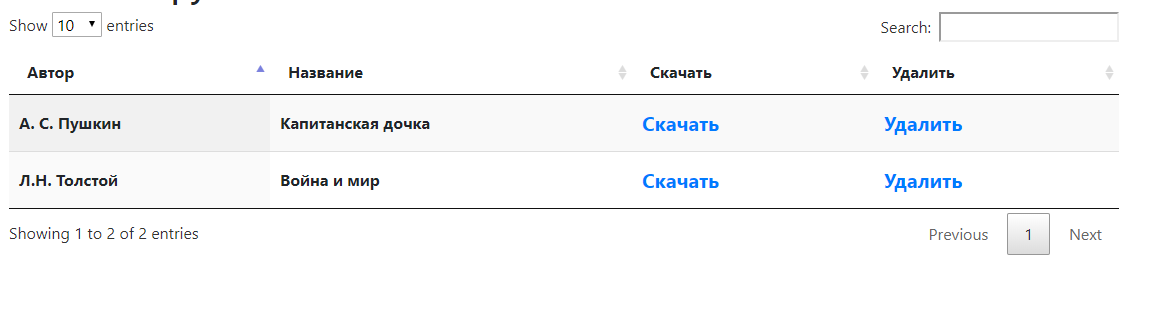 Show 10 entries Search:
Автор Название Скачать Удалить
А. С. Пушкин Капитанская дочка Скачать Удалить
Л.Н. Толстой Война и мир Скачать Удалить
Showing 1 to 2 of 2 entries Previous 1 Next